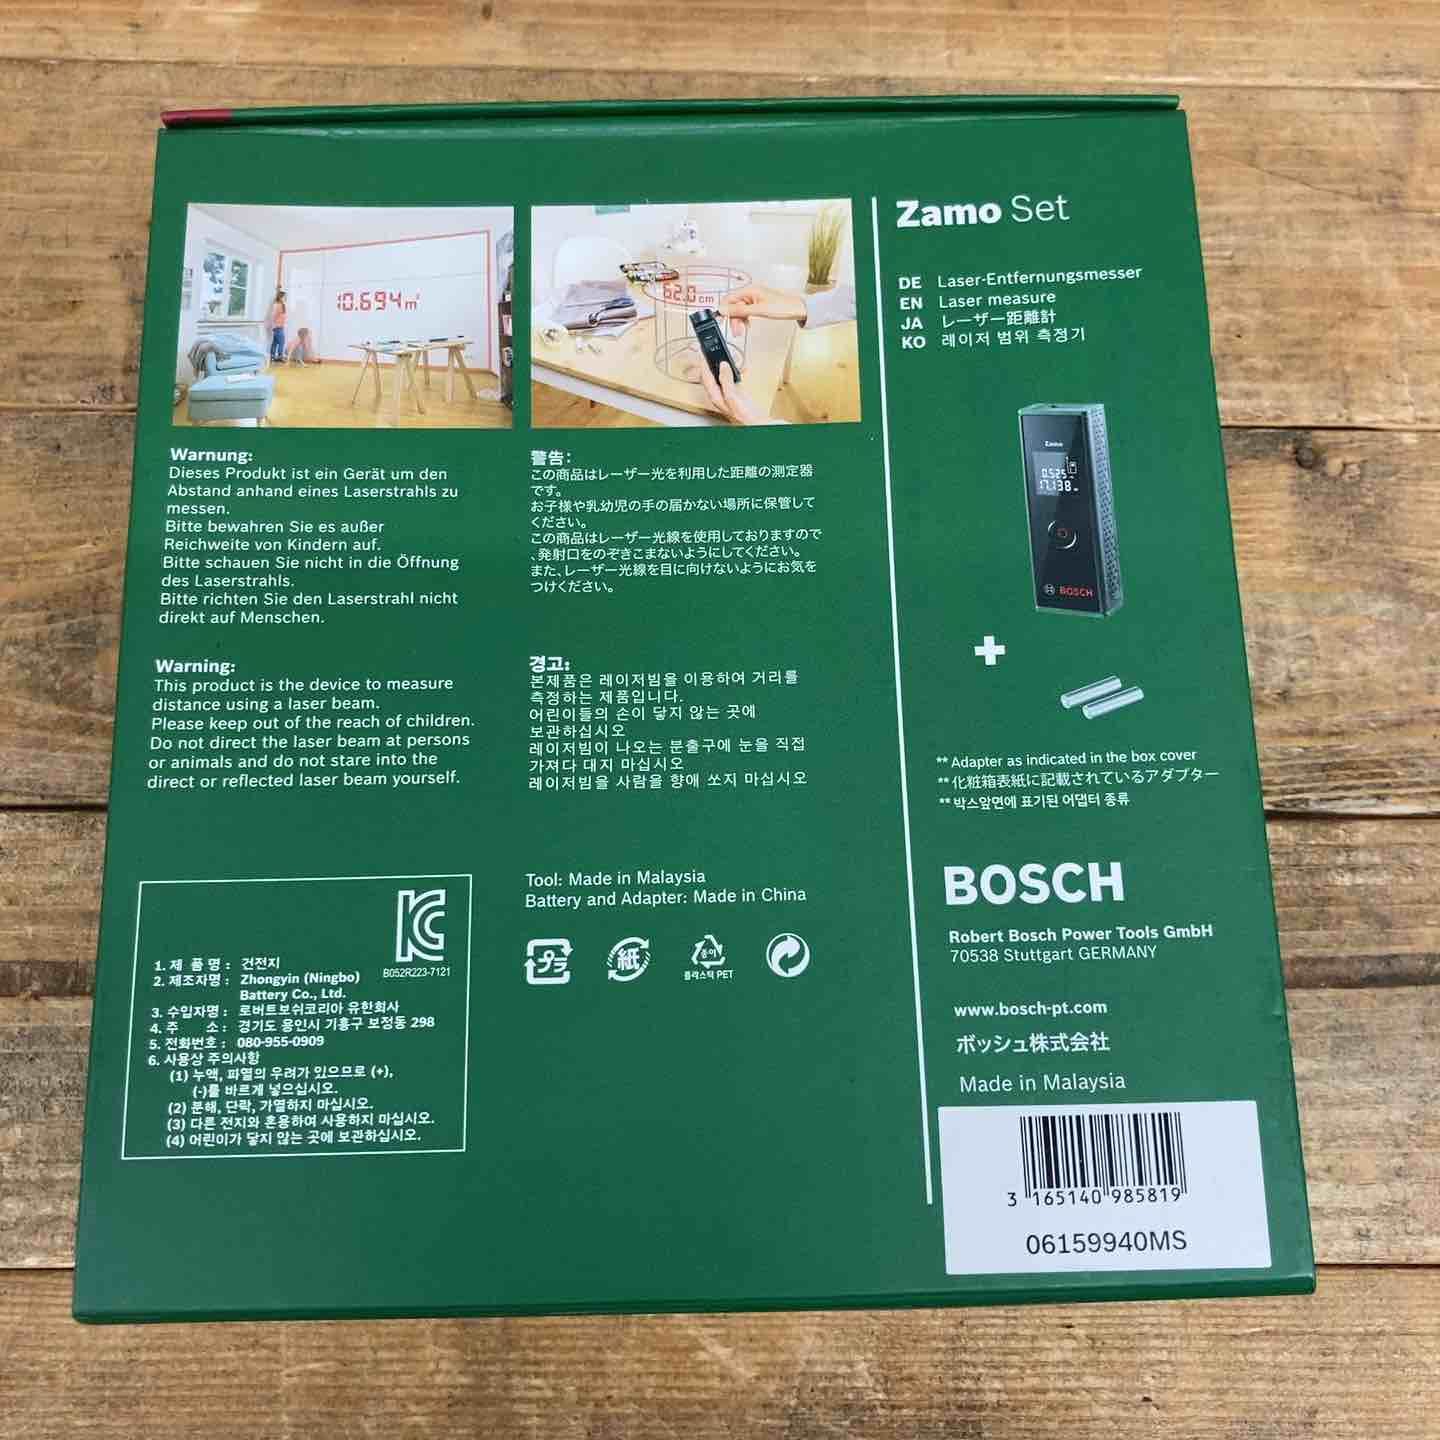 10.694 m²
62.0 cm
Zamo Set
DE Laser-Entfernungsmesser
EN Laser measure
JA レーザー距離計
KO 레이저 범위 측정기
Warnung:
Dieses Produkt ist ein Gerät um den
Abstand anhand eines Laserstrahls zu
messen.
Bitte bewahren Sie es außer
Reichweite von Kindern auf.
Bitte schauen Sie nicht in die Öffnung
des Laserstrahls.
Bitte richten Sie den Laserstrahl nicht
direkt auf Menschen.
警告:
この商品はレーザー光を利用した距離の測定器
です。
お子様や乳幼児の手の届かない場所に保管して
ください。
この商品はレーザー光線を使用しておりますので
、発射口をのぞきこまないようにしてください。
また、レーザー光線を目に向けないようにお気を
つけください。
Warning:
This product is the device to measure
distance using a laser beam.
Please keep out of the reach of children.
Do not direct the laser beam at persons
or animals and do not stare into the
direct or reflected laser beam yourself.
경고:
본제품은 레이저빔을 이용하여 거리를
측정하는 제품입니다.
어린이들의 손이 닿지 않는 곳에
보관하십시오
레이저빔이 나오는 분출구에 눈을 직접
가져다 대지 마십시오
레이저빔을 사람을 향해 쏘지 마십시오
Zamo
0.525
17.138
BOSCH
** Adapter as indicated in the box cover
** 化粧箱表紙に記載されているアダプター
** 박스앞면에 표기된 어댑터 종류
B052R223-7121
1. 제 품 명 : 건전지
2. 제조자명 : Zhongyin (Ningbo)
Battery Co., Ltd.
3. 수입자명 : 로버트보쉬코리아 유한회사
4. 주 소 : 경기도 용인시 기흥구 보정동 298
5. 전화번호 : 080-955-0909
6. 사용상 주의사항
(1) 누액, 파열의 우려가 있으므로 (+),
(-)를 바르게 넣으십시오.
(2) 분해, 단락, 가열하지 마십시오.
(3) 다른 전지와 혼용하여 사용하지 마십시오.
(4) 어린이가 닿지 않는 곳에 보관하십시오.
Tool: Made in Malaysia
Battery and Adapter: Made in China
プラ
紙
종이
플라스틱 PET
BOSCH
Robert Bosch Power Tools GmbH
70538 Stuttgart GERMANY
www.bosch-pt.com
ボッシュ株式会社
Made in Malaysia
3 165140 985819
06159940MS